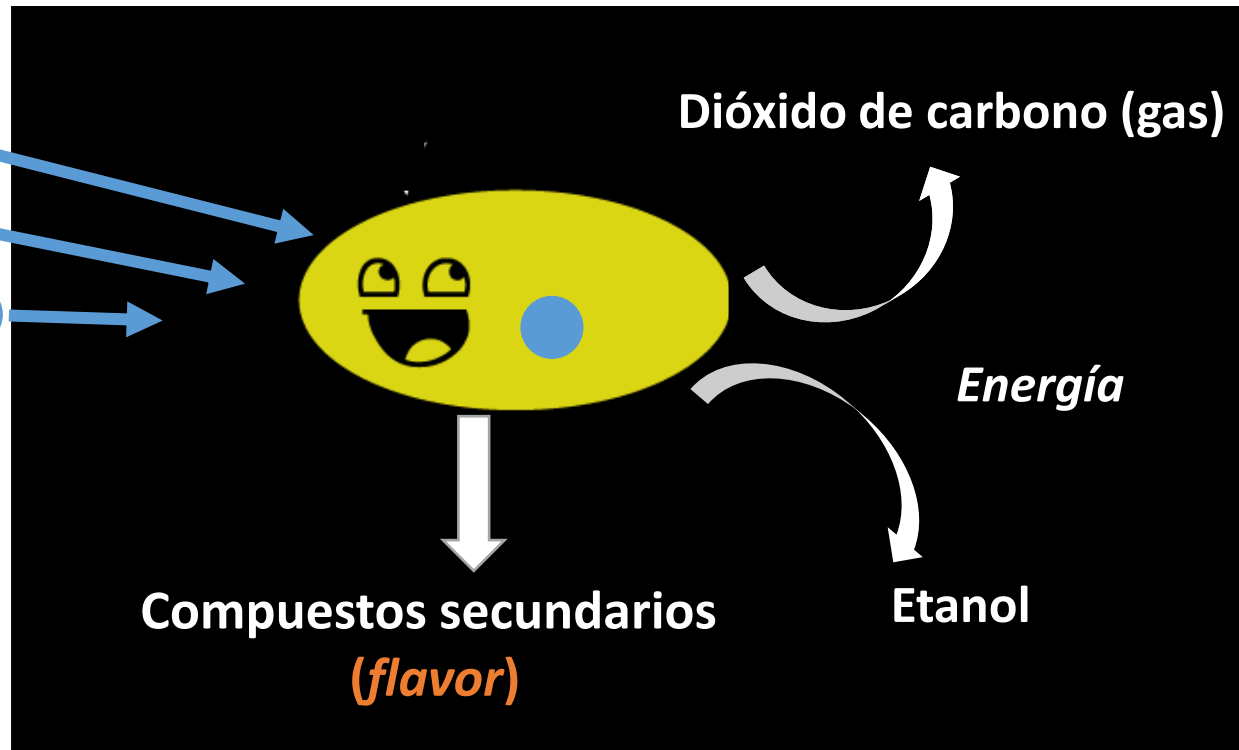 Dióxido de carbono (gas)
Energía
Compuestos secundarios
(flavor)
Etanol